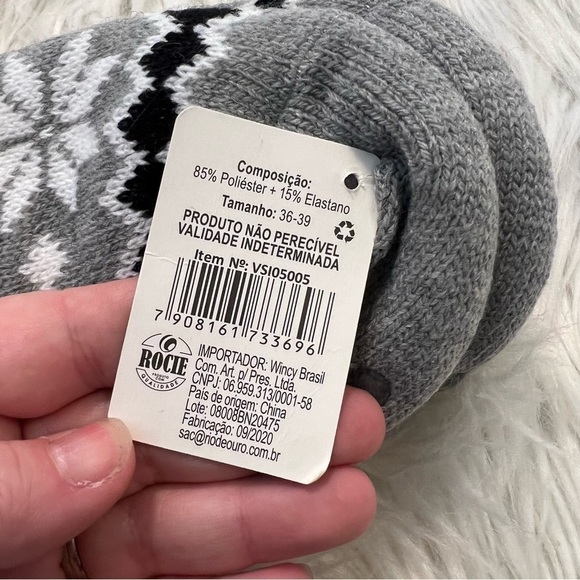 Composição:
85% Poliéster + 15% Elastano
Tamanho: 36-39
PRODUTO NÃO PERECÍVEL
VALIDADE INDETERMINADA
Item Nº: VSI05005
7 908161 733696
ROCIE
QUALIDADE
IMPORTADOR: Wincy Brasil
Com. Art. p/ Pres. Ltda.
CNPJ: 06.959.313/0001-58
País de origem: China
Lote: 08008BN20475
Fabricação: 09/2020
sac@riodeouro.com